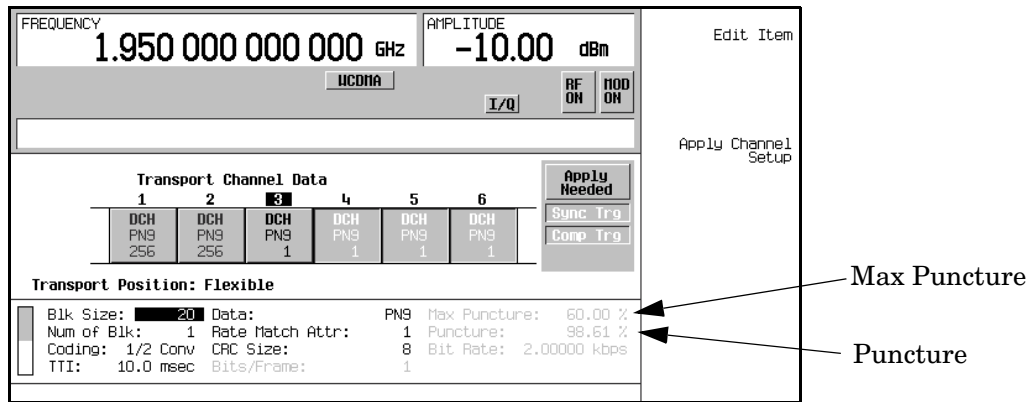 FREQUENCY
1.950 000 000 000 GHz
AMPLITUDE
-10.00 dBm
WCDMA
I/Q
RF ON
MOD ON
Edit Item
Apply Channel
Setup
Transport Channel Data
1 2 3 4 5 6
DCH DCH DCH DCH DCH DCH
PN9 PN9 PN9 PN9 PN9 PN9
256 256 1 1 1 1
Apply
Needed
Sync Trg
Comp Trg
Transport Position: Flexible
Blk Size: 20 Data: PN9 Max Puncture: 60.00 %
Num of Blk: 1 Rate Match Attr: 1 Puncture: 98.61 %
Coding: 1/2 Conv CRC Size: 8 Bit Rate: 2.00000 kbps
TTI: 10.0 msec Bits/Frame: 1
Max Puncture
Puncture